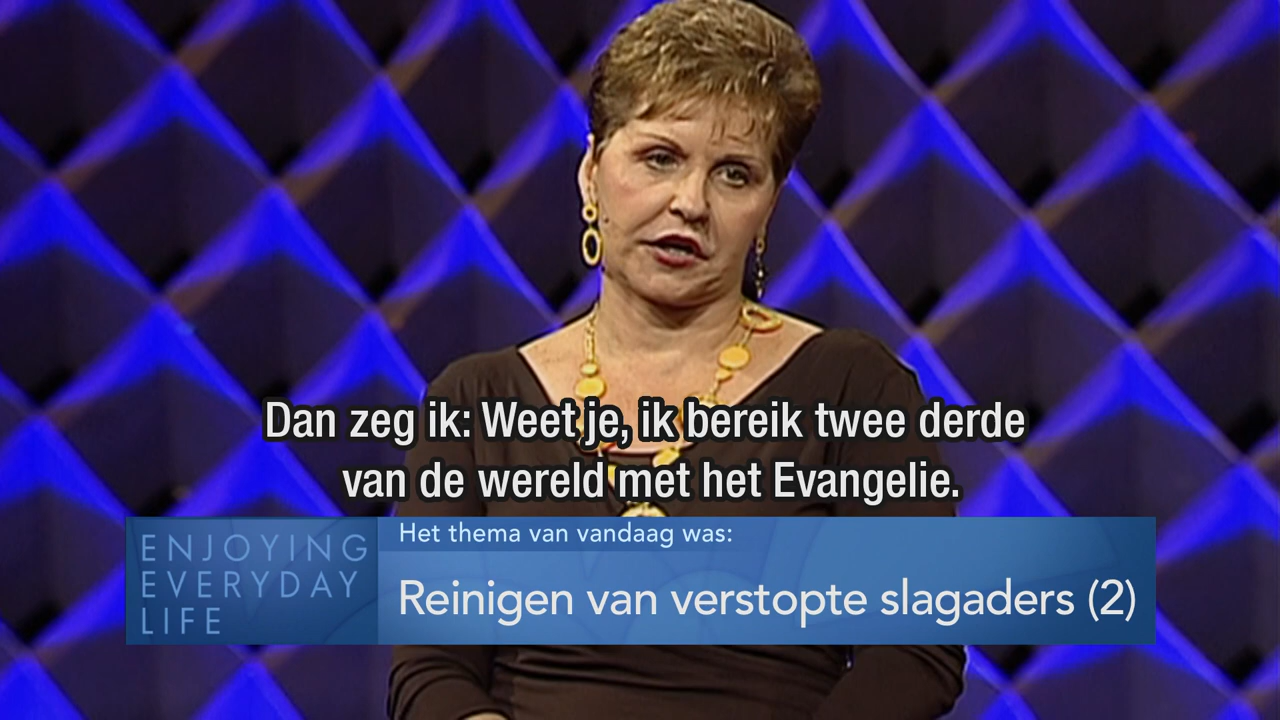 Dan zeg ik: Weet je, ik bereik twee derde
van de wereld met het Evangelie.
ENJOYING
EVERYDAY
LIFE
Het thema van vandaag was:
Reinigen van verstopte slagaders (2)